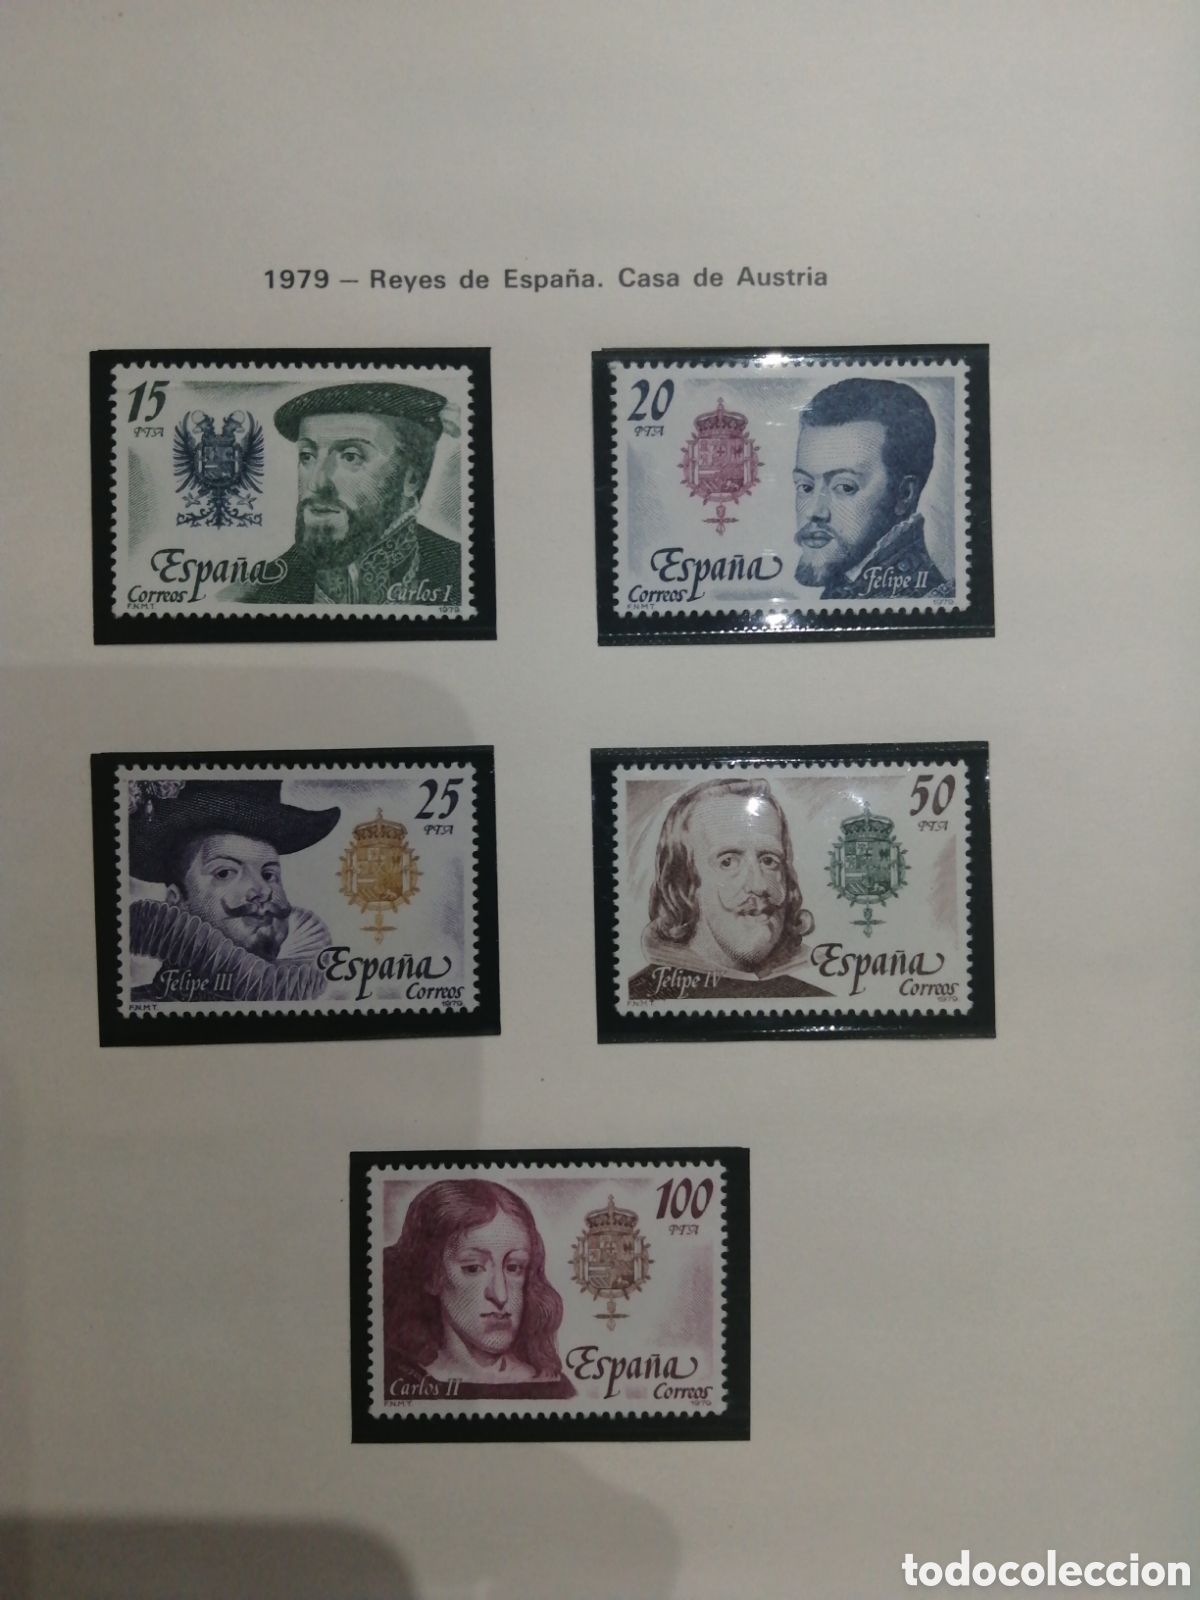 1979 – Reyes de España. Casa de Austria
15
PTA
España
Correos
Carlos I
F.N.M.T.
1979
20
PTA
España
Correos
Felipe II
F.N.M.T.
1979
25
PTA
Felipe III
España
Correos
F.N.M.T.
1979
50
PTA
Felipe IV
España
Correos
F.N.M.T.
1979
100
PTA
España
Carlos II
Correos
F.N.M.T.
1979
todocoleccion